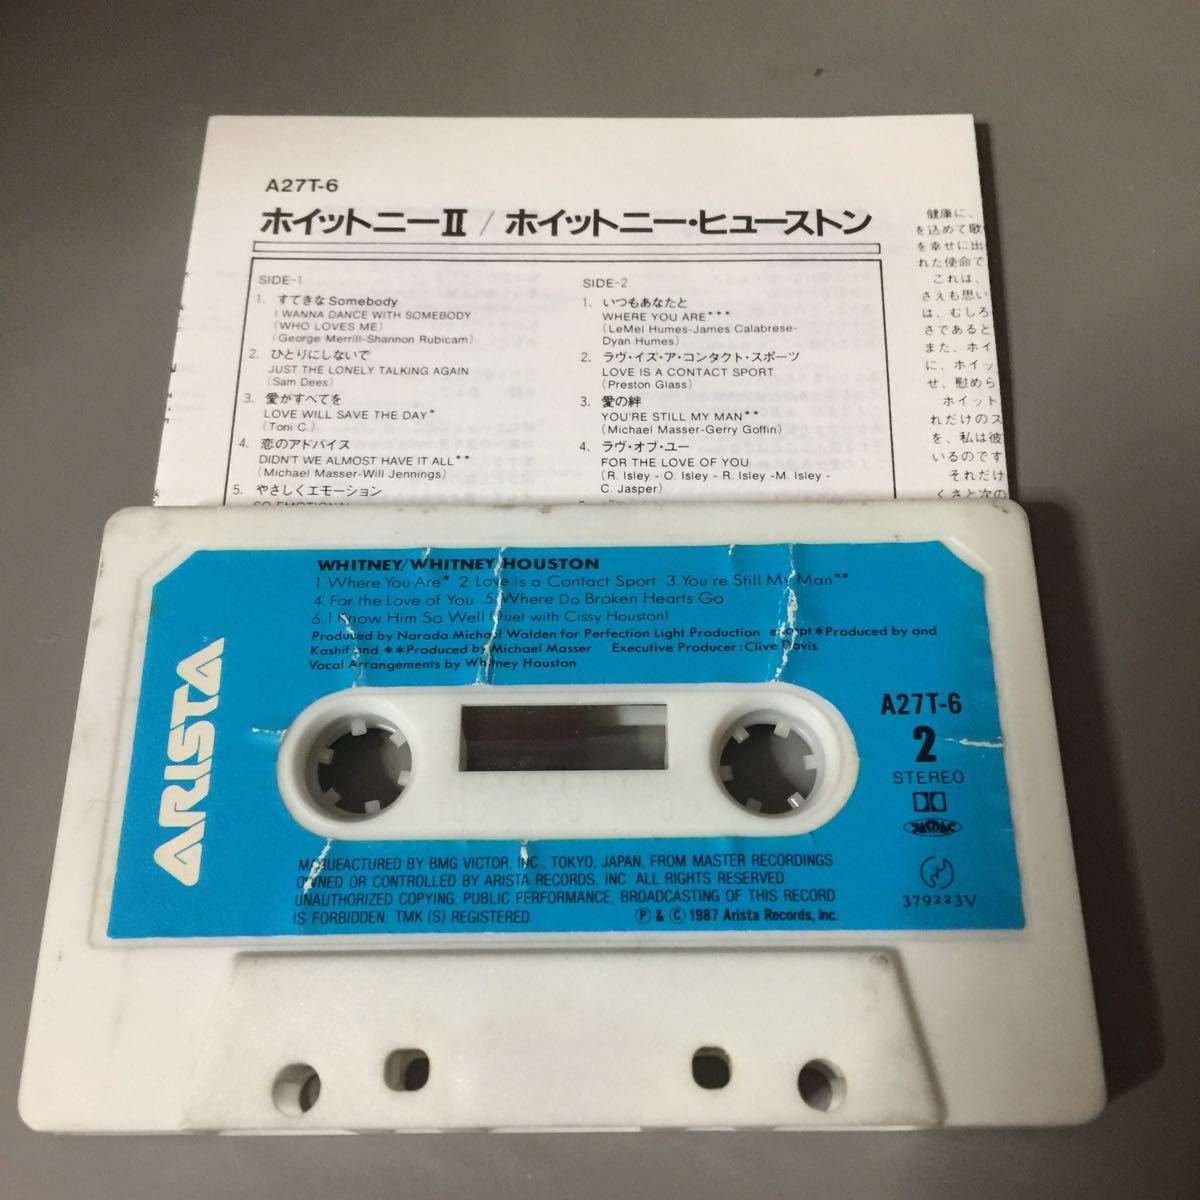 A27T-6
ホイットニーⅡ / ホイットニー・ヒューストン
SIDE-1
1. すてきな Somebody
I WANNA DANCE WITH SOMEBODY
(WHO LOVES ME)
(George Merrill-Shannon Rubicam)
2. ひとりにしないで
JUST THE LONELY TALKING AGAIN
(Sam Dees)
3. 愛がすべてを
LOVE WILL SAVE THE DAY*
(Toni C.)
4. 恋のアドバイス
DIDN'T WE ALMOST HAVE IT ALL**
(Michael Masser-Will Jennings)
5. やさしくエモーション
SO EMOTIONAL
SIDE-2
1. いつもあなたと
WHERE YOU ARE***
(LeMel Humes-James Calabrese-
Dyan Humes)
2. ラヴ・イズ・ア・コンタクト・スポーツ
LOVE IS A CONTACT SPORT
(Preston Glass)
3. 愛の絆
YOU'RE STILL MY MAN**
(Michael Masser-Gerry Goffin)
4. ラヴ・オブ・ユー
FOR THE LOVE OF YOU
(R. Isley - O. Isley - R. Isley -M. Isley -
C. Jasper)
健康に、
を込めて歌
を幸せに出
れた使命で
これは、
さえも思い
は、むしろ
さであると
また、ホイ
に、ホイッ
せ、慰めら
ホイット
れだけのス
を、私は彼
いるのです
それだけ
くさと次の
WHITNEY/WHITNEY HOUSTON
1. Where You Are* 2. Love is a Contact Sport 3. You're Still My Man**
4. For the Love of You 5. Where Do Broken Hearts Go
6. I Know Him So Well (Duet with Cissy Houston)
Produced by Narada Michael Walden for Perfection Light Production except *Produced by and
Kashif and **Produced by Michael Masser Executive Producer: Clive Davis
Vocal Arrangements by Whitney Houston
ARISTA
A27T-6
2
STEREO
379223V
100 50 0
MANUFACTURED BY BMG VICTOR, INC., TOKYO, JAPAN, FROM MASTER RECORDINGS
OWNED OR CONTROLLED BY ARISTA RECORDS, INC. ALL RIGHTS RESERVED.
UNAUTHORIZED COPYING, PUBLIC PERFORMANCE, BROADCASTING OF THIS RECORD
IS FORBIDDEN. TMK (S) REGISTERED. Ⓟ & © 1987 Arista Records, Inc.